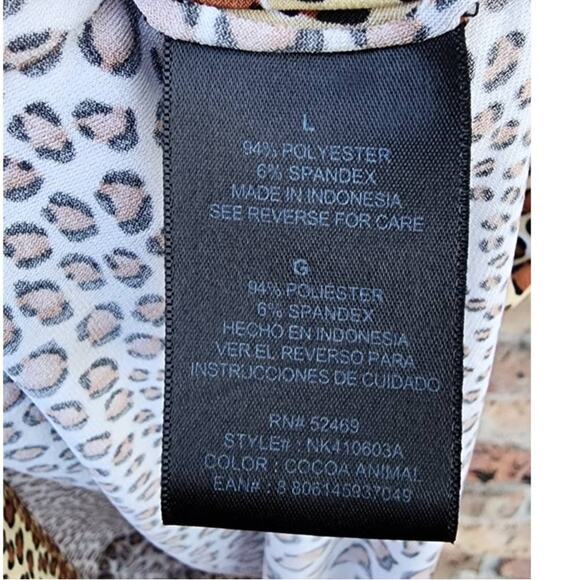 L
94% POLYESTER
6% SPANDEX
MADE IN INDONESIA
SEE REVERSE FOR CARE
G
94% POLIESTER
6% SPANDEX
HECHO EN INDONESIA
VER EL REVERSO PARA
INSTRUCCIONES DE CUIDADO
RN# 52469
STYLE# : NK410603A
COLOR : COCOA ANIMAL
EAN# : 8 806145937049